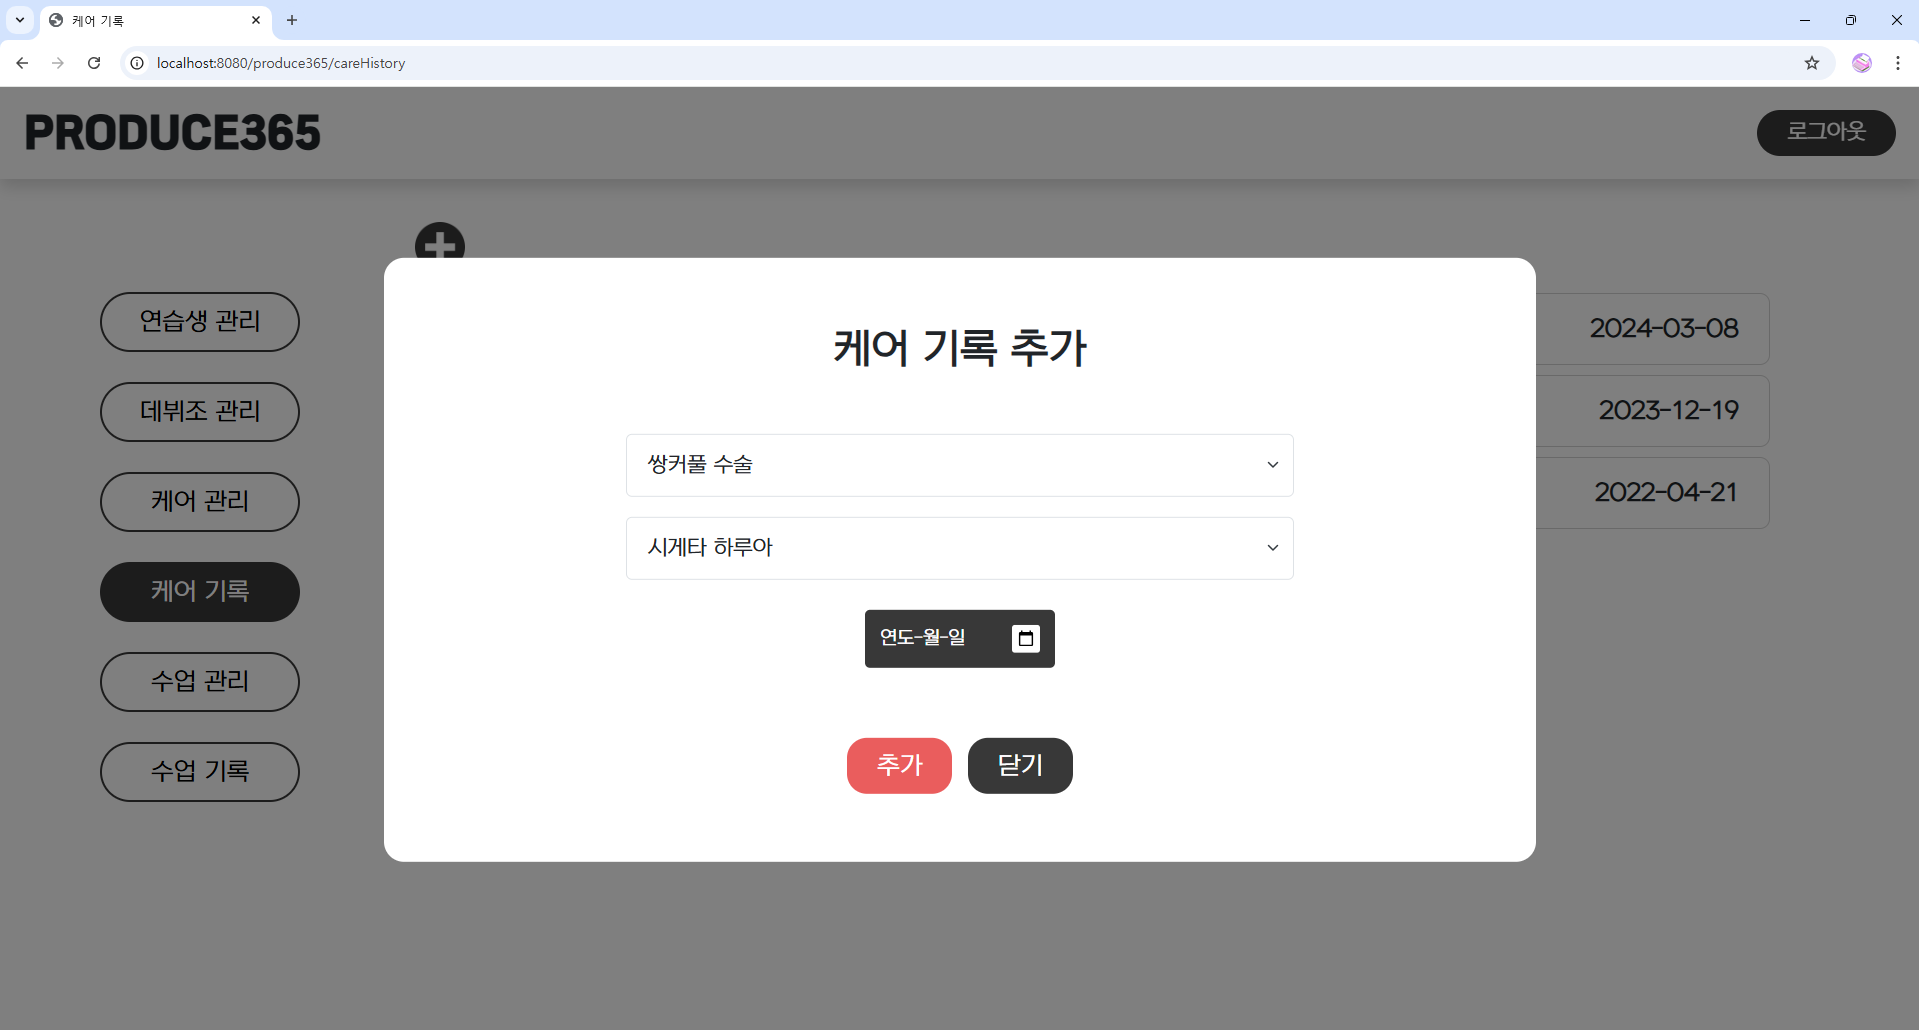 케어 기록
localhost:8080/produce365/careHistory
PRODUCE365
로그아웃
연습생 관리
데뷔조 관리
케어 관리
케어 기록
수업 관리
수업 기록
케어 기록 추가
쌍커풀 수술
시게타 하루아
연도-월-일
추가
닫기
2024-03-08
2023-12-19
2022-04-21